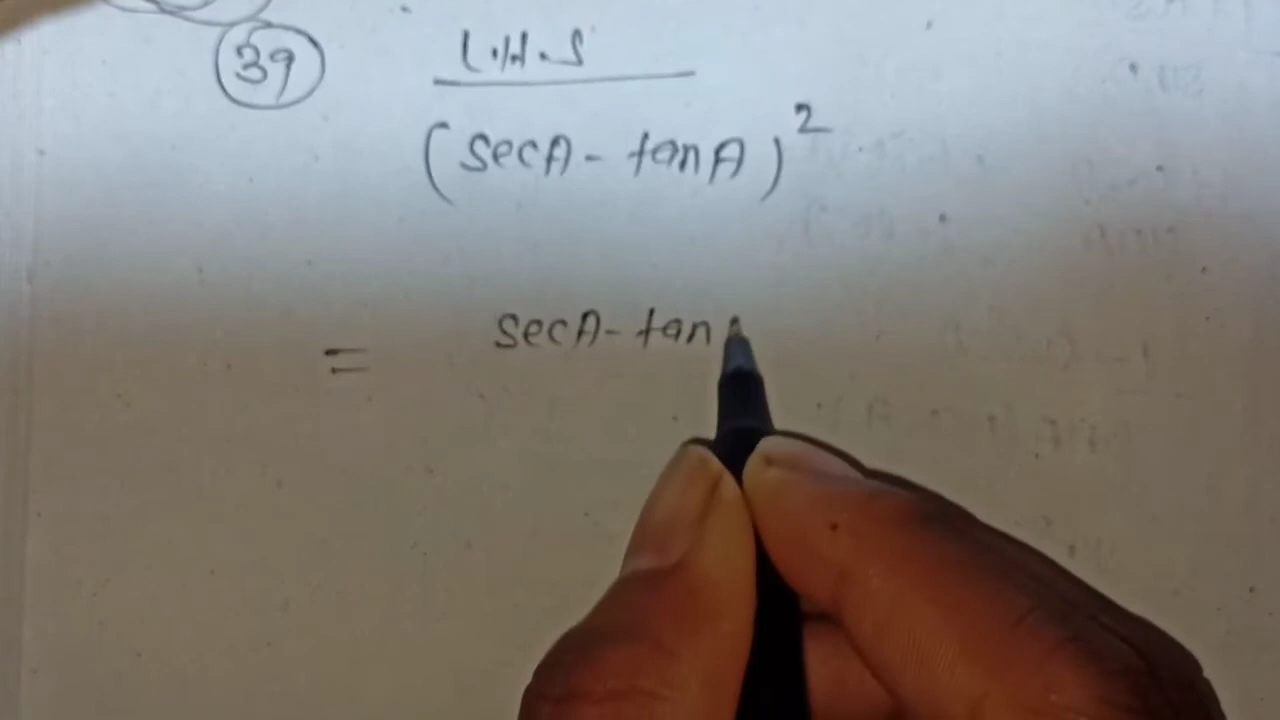 39 L.H.S
(secA - tanA)²
= secA - tan